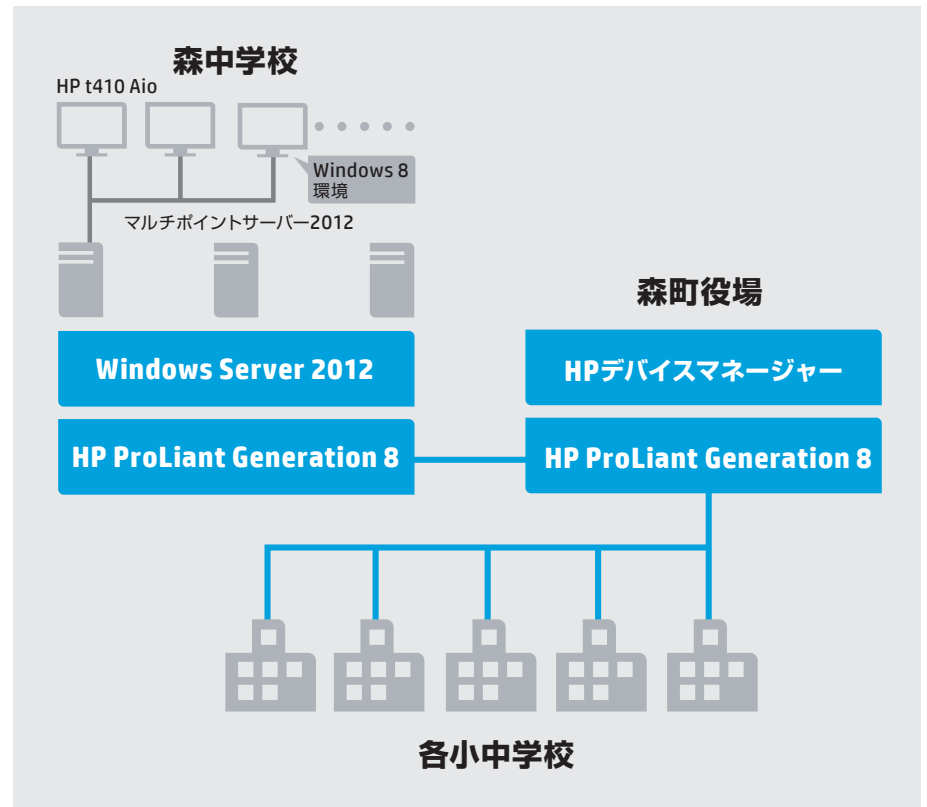 森中学校
HP t410 Aio
Windows 8
環境
マルチポイントサーバー2012
Windows Server 2012
HP ProLiant Generation 8
森町役場
HPデバイスマネージャー
HP ProLiant Generation 8
各小中学校